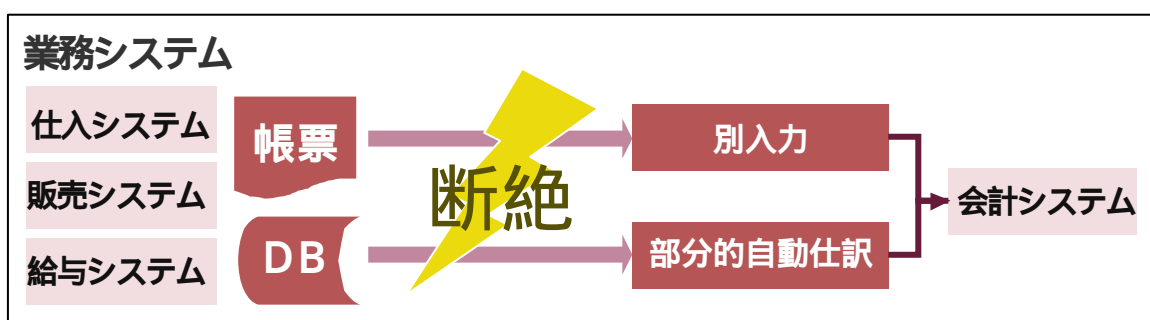 業務システム
仕入システム
販売システム
給与システム
帳票
DB
断絶
別入力
部分的自動仕訳
会計システム